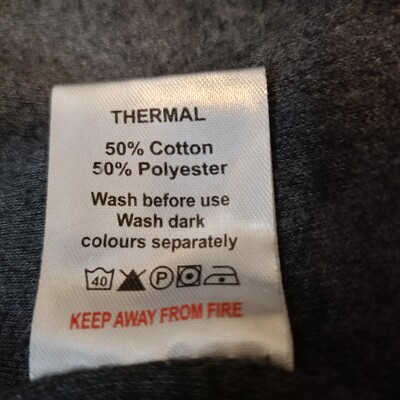 THERMAL
50% Cotton
50% Polyester
Wash before use
Wash dark
colours separately
40 P
KEEP AWAY FROM FIRE